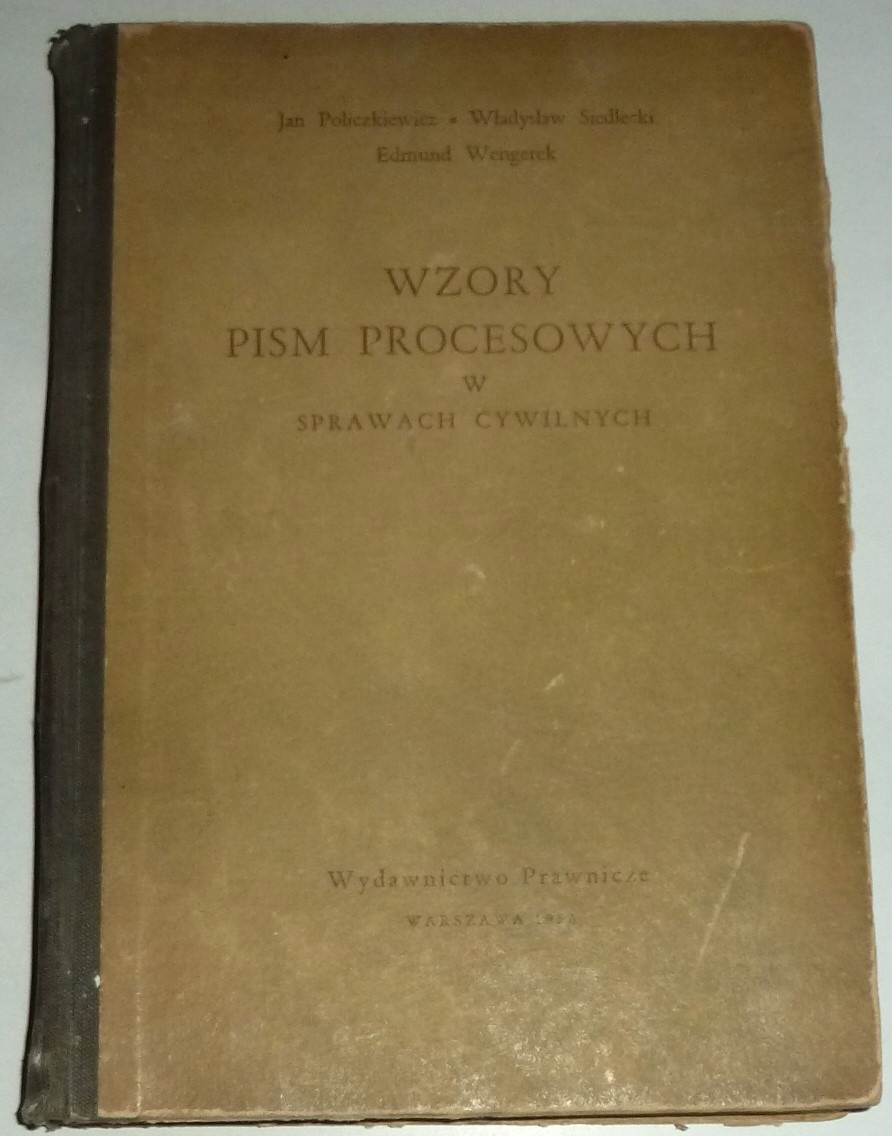 Jan Policzkiewicz • Władysław Siedlecki
Edmund Wengerek
WZORY
PISM PROCESOWYCH
W
SPRAWACH CYWILNYCH
Wydawnictwo Prawnicze
WARSZAWA